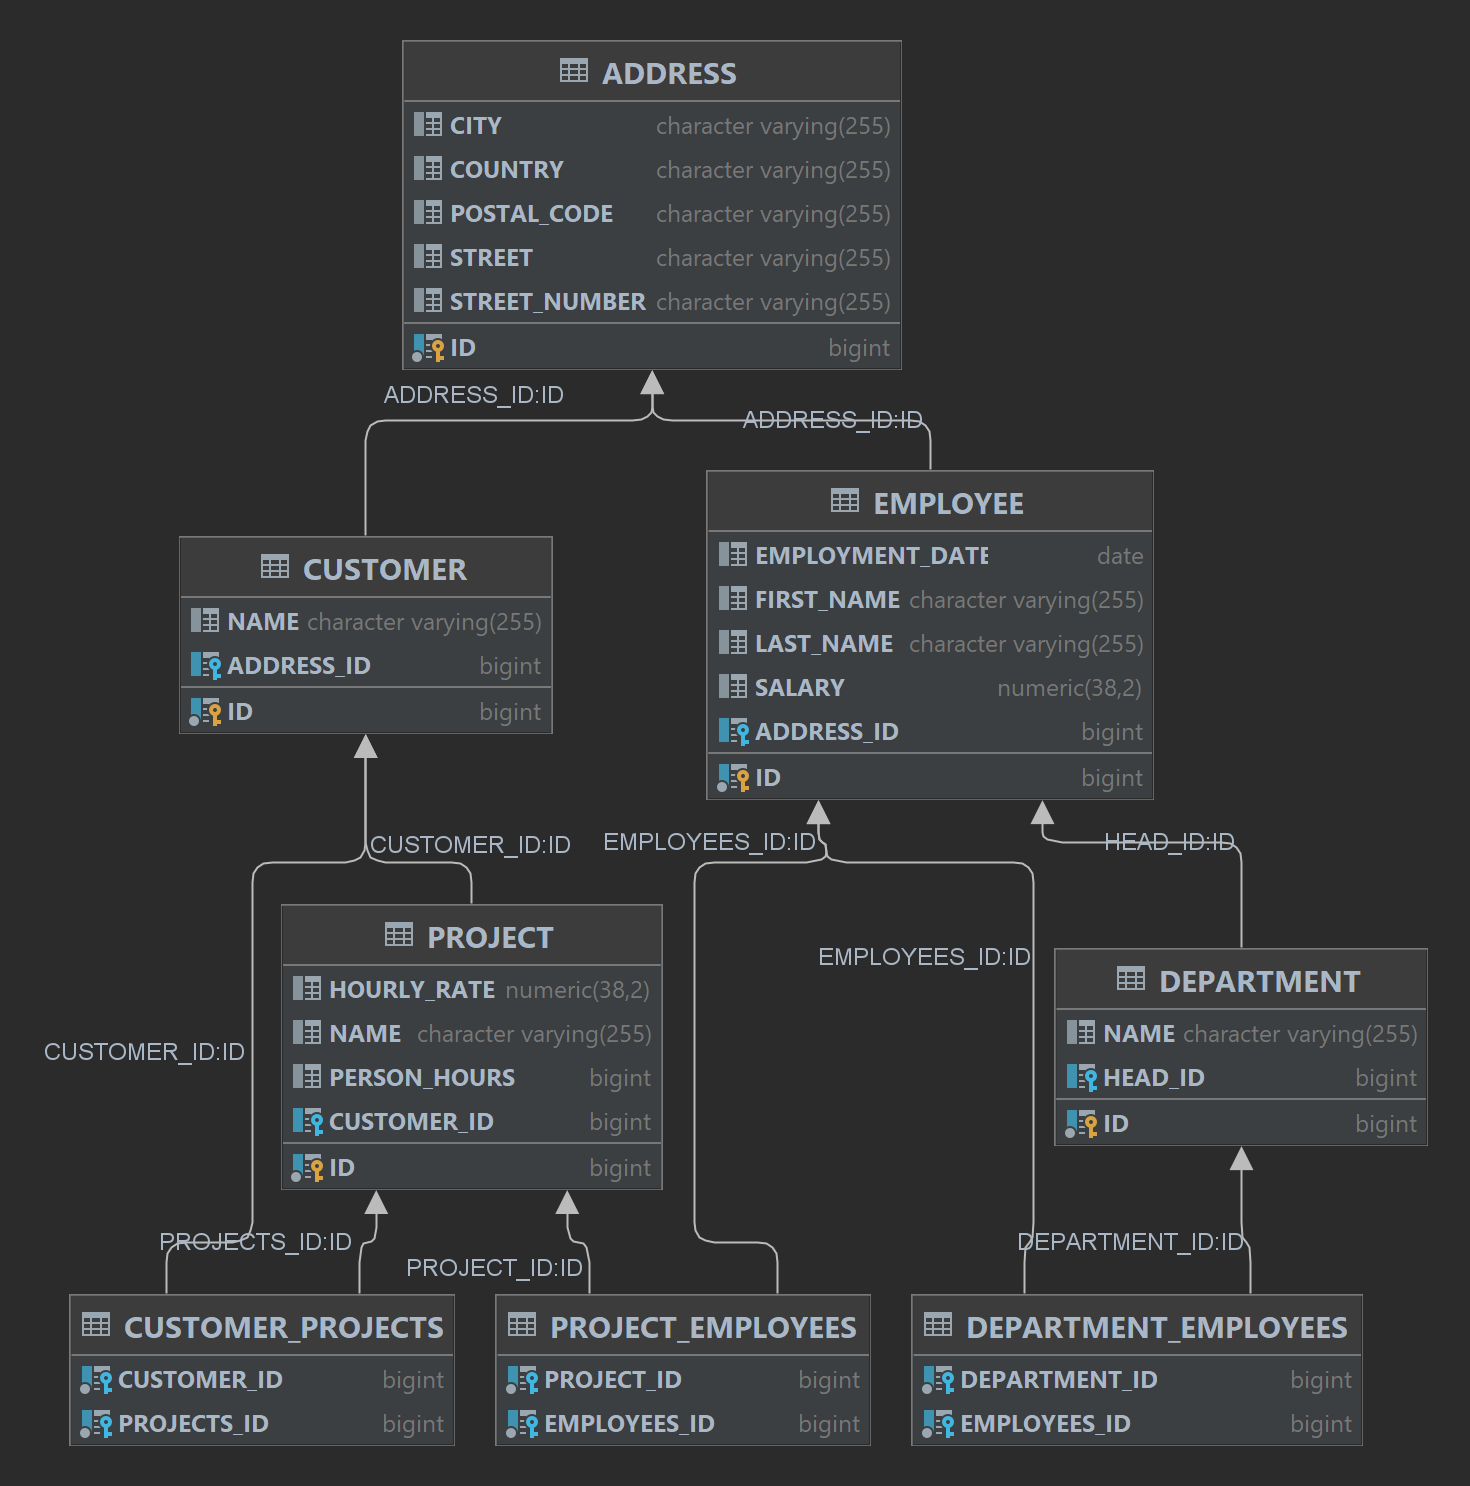 ADDRESS
CITY character varying(255)
COUNTRY character varying(255)
POSTAL_CODE character varying(255)
STREET character varying(255)
STREET_NUMBER character varying(255)
ID bigint
ADDRESS_ID:ID
ADDRESS_ID:ID
EMPLOYEE
EMPLOYMENT_DATE date
FIRST_NAME character varying(255)
LAST_NAME character varying(255)
SALARY numeric(38,2)
ADDRESS_ID bigint
ID bigint
CUSTOMER
NAME character varying(255)
ADDRESS_ID bigint
ID bigint
CUSTOMER_ID:ID
EMPLOYEES_ID:ID
HEAD_ID:ID
PROJECT
HOURLY_RATE numeric(38,2)
NAME character varying(255)
PERSON_HOURS bigint
CUSTOMER_ID bigint
ID bigint
EMPLOYEES_ID:ID
DEPARTMENT
NAME character varying(255)
HEAD_ID bigint
ID bigint
CUSTOMER_ID:ID
PROJECTS_ID:ID
PROJECT_ID:ID
DEPARTMENT_ID:ID
CUSTOMER_PROJECTS
CUSTOMER_ID bigint
PROJECTS_ID bigint
PROJECT_EMPLOYEES
PROJECT_ID bigint
EMPLOYEES_ID bigint
DEPARTMENT_EMPLOYEES
DEPARTMENT_ID bigint
EMPLOYEES_ID bigint